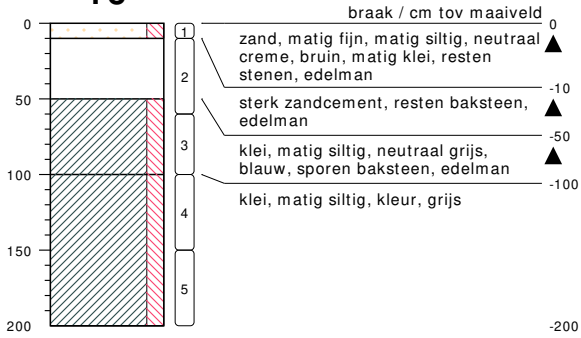 braak / cm tov maaiveld
0
1
0
zand, matig fijn, matig siltig, neutraal
creme, bruin, matig klei, resten
stenen, edelman
-10
2
50
sterk zandcement, resten baksteen,
edelman
-50
3
klei, matig siltig, neutraal grijs,
blauw, sporen baksteen, edelman
100
-100
klei, matig siltig, kleur, grijs
4
150
5
200
-200